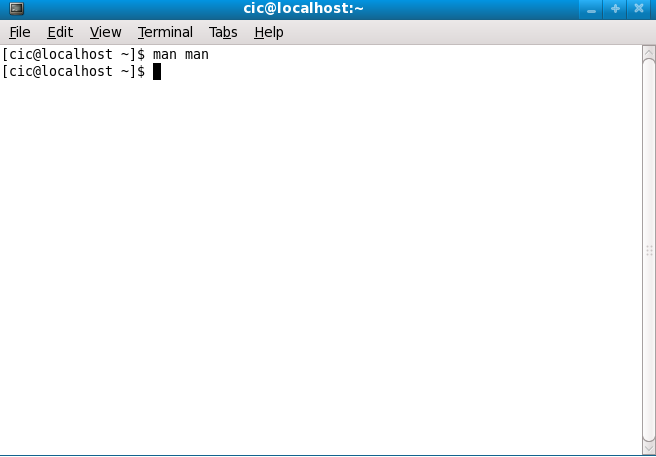 cic@localhost:~
File Edit View Terminal Tabs Help
[cic@localhost ~]$ man man
[cic@localhost ~]$